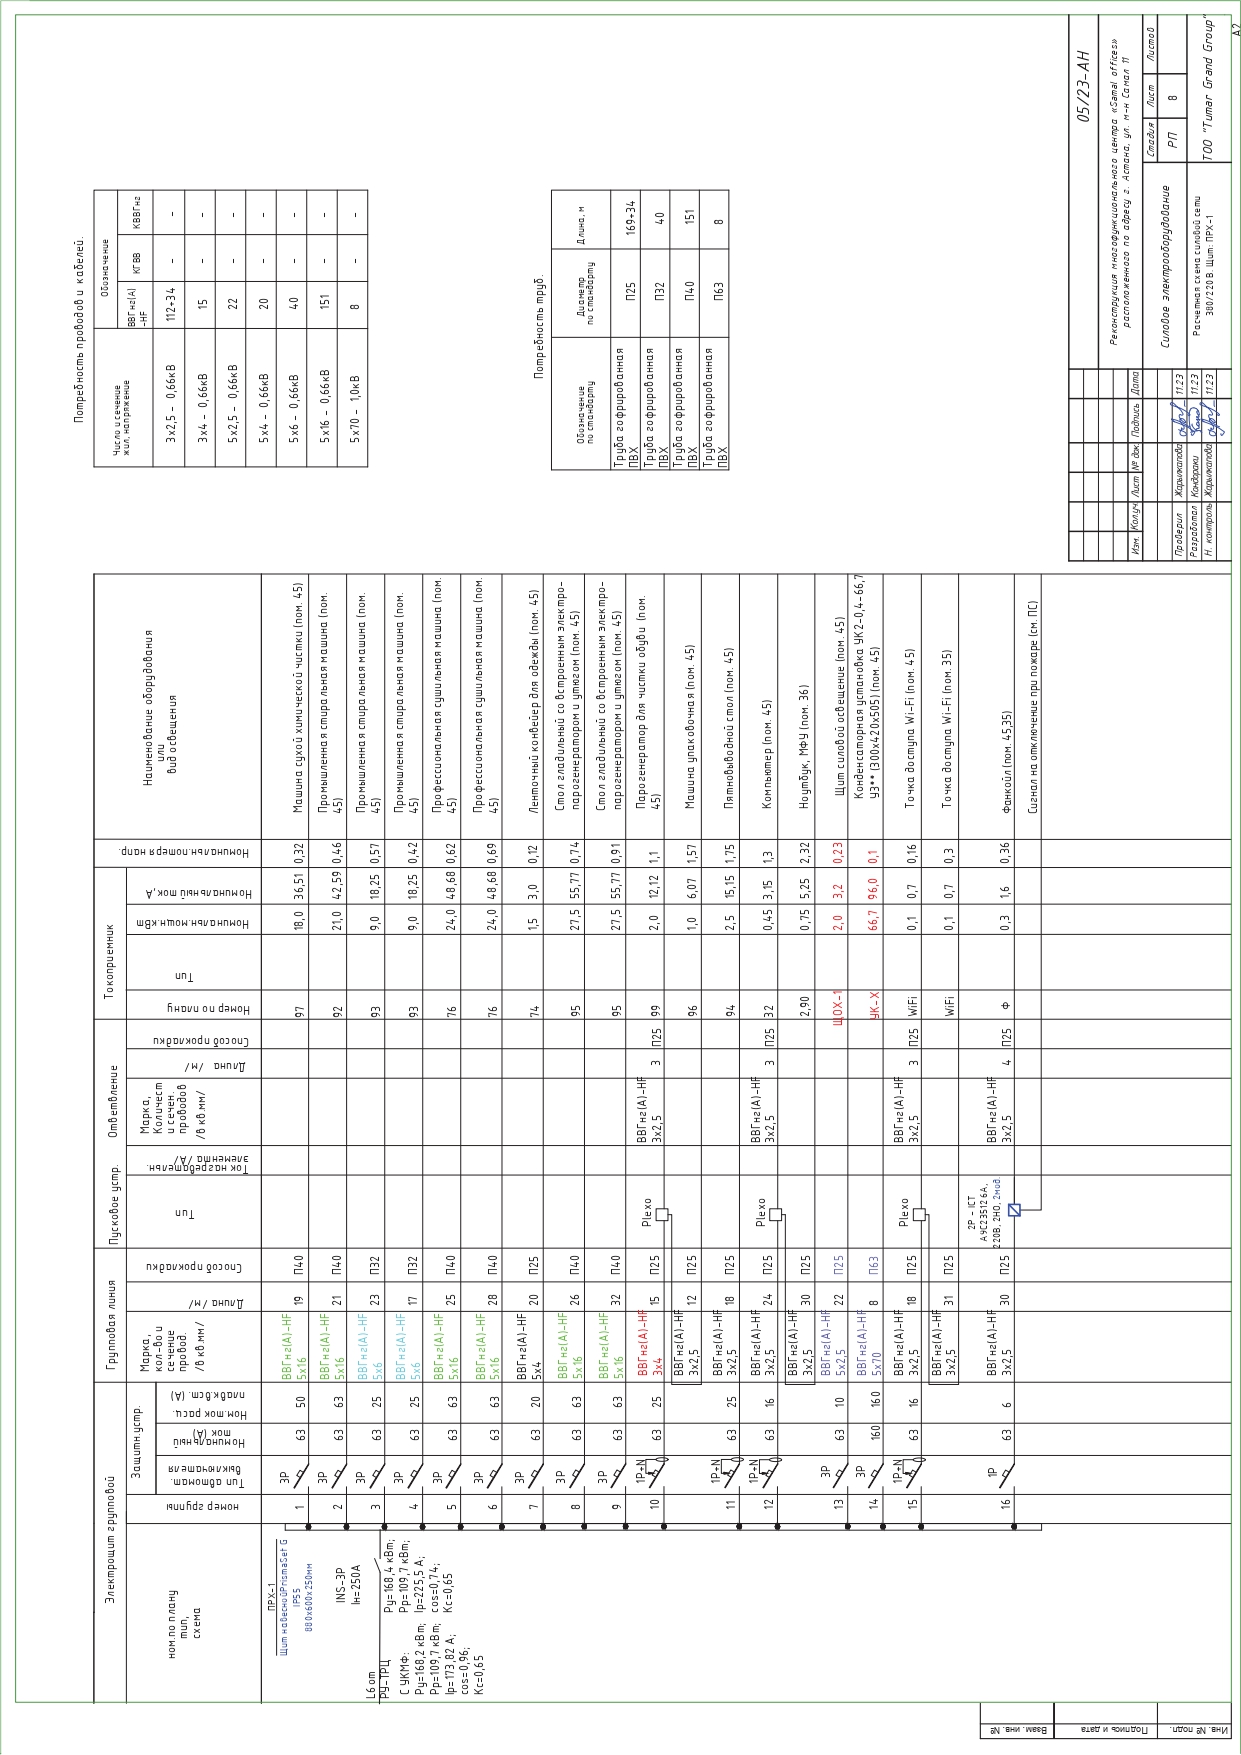 A2
Потребность проводов и кабелей.
Число и сечение
жил, напряжение
Обозначение
ВВГнг(А)
-HF
КГВВ
КВВГнг
3х2,5 - 0,66кВ 112+34 - -
3х4 - 0,66кВ 15 - -
5х2,5 - 0,66кВ 22 - -
5х4 - 0,66кВ 20 - -
5х6 - 0,66кВ 40 - -
5х16 - 0,66кВ 151 - -
5х70 - 1,0кВ 8 - -
Потребность труб.
Обозначение
по стандарту
Диаметр
по стандарту
Длина, м
Труба гофрированная
ПВХ
П25 169+34
Труба гофрированная
ПВХ
П32 40
Труба гофрированная
ПВХ
П40 151
Труба гофрированная
ПВХ
П63 8
Электрощит групповой
ном.по плану
тип,
схема
номер группы
Защитн.устр.
Тип автомат.
выключателя
Номинальный
ток (А)
Ном.ток расц.
плавк.вст. (А)
Групповая линия
Марка,
кол-во и
сечение
провод.
/в кв.мм/
Длина /м/
Способ прокладки
Пусковое устр.
Тип
Ток нагревательн.
элемента /А/
Ответвление
Марка,
Количест
и сечен.
проводов
/в кв.мм/
Длина /м/
Способ прокладки
Токоприемник
Номер по плану
Тип
Номинальн.мощн.кВт
Номинальный ток,А
Номинальн.потеря напр.
Наименование оборудования
или
вид освещения
ПРХ-1
Щит навеснойPrismaSet G
IP55
880х600х250мм
INS-3P
Iн=250А
L6 от
РУ-ТРЦ
Ру=168,4 кВт;
Рр=109,7 кВт;
Iр=225,5 А;
cos=0,74;
Кс=0,65
С УКМФ:
Ру=168,2 кВт;
Рр=109,7 кВт;
Iр=173,82 А;
cos=0,96;
Кс=0,65
1 3P 63 50 ВВГнг(А)-HF 5х16 19 П40 97 18,0 36,51 0,32 Машина сухой химической чистки (пом. 45)
2 3P 63 63 ВВГнг(А)-HF 5х16 21 П40 92 21,0 42,59 0,46 Промышленная стиральная машина (пом. 45)
3 3P 63 25 ВВГнг(А)-HF 5х6 23 П32 93 9,0 18,25 0,57 Промышленная стиральная машина (пом. 45)
4 3P 63 25 ВВГнг(А)-HF 5х6 17 П32 93 9,0 18,25 0,42 Промышленная стиральная машина (пом. 45)
5 3P 63 63 ВВГнг(А)-HF 5х16 25 П40 76 24,0 48,68 0,62 Профессиональная сушильная машина (пом. 45)
6 3P 63 63 ВВГнг(А)-HF 5х16 28 П40 76 24,0 48,68 0,69 Профессиональная сушильная машина (пом. 45)
7 3P 63 20 ВВГнг(А)-HF 5х4 20 П25 74 1,5 3,0 0,12 Ленточный конвейер для одежды (пом. 45)
8 3P 63 63 ВВГнг(А)-HF 5х16 26 П40 95 27,5 55,77 0,74 Стол гладильный со встроенным электро-парогенератором и утюгом (пом. 45)
9 3P 63 63 ВВГнг(А)-HF 5х16 32 П40 95 27,5 55,77 0,91 Стол гладильный со встроенным электро-парогенератором и утюгом (пом. 45)
10 1P+N 63 25 ВВГнг(А)-HF 3х4 15 П25 Plexo ВВГнг(А)-HF 3х2,5 3 П25 99 2,0 12,12 1,1 Парогенератор для чистки обуви (пом. 45)
ВВГнг(А)-HF 3х2,5 12 П25 96 1,0 6,07 1,57 Машина упаковочная (пом. 45)
11 1P+N 63 25 ВВГнг(А)-HF 3х2,5 18 П25 94 2,5 15,15 1,75 Пятновыводной стол (пом. 45)
12 1P+N 63 16 ВВГнг(А)-HF 3х2,5 24 П25 Plexo ВВГнг(А)-HF 3х2,5 3 П25 32 0,45 3,15 1,3 Компьютер (пом. 45)
ВВГнг(А)-HF 3х2,5 30 П25 2,90 0,75 5,25 2,32 Ноутбук, МФУ (пом. 36)
13 3P 63 10 ВВГнг(А)-HF 5х2,5 22 П25 ЩОХ-1 2,0 3,2 0,23 Щит силовой освещение (пом. 45)
14 3P 160 160 ВВГнг(А)-HF 5х70 8 П63 УК-Х 66,7 96,0 0,1 Конденсаторная установка УК 2-0,4-66,7 УЗ** (300х420х505) (пом. 45)
15 1P+N 63 16 ВВГнг(А)-HF 3х2,5 18 П25 Plexo ВВГнг(А)-HF 3х2,5 3 П25 WiFi 0,1 0,7 0,16 Точка доступа Wi-Fi (пом. 45)
ВВГнг(А)-HF 3х2,5 31 П25 WiFi 0,1 0,7 0,3 Точка доступа Wi-Fi (пом. 35)
16 1P 63 6 ВВГнг(А)-HF 3х2,5 30 П25 2P - ICT A9C23512 6А, 220В, 2НО, 2мод. ВВГнг(А)-HF 3х2,5 4 П25 Ф 0,3 1,6 0,36 Фанкойл (пом. 45,35)
Сигнал на отключение при пожаре (см. ПС)
05/23-АН
Реконструкция многофункционального центра «Samal offices»
расположенного по адресу г. Астана, ул. м-н Самал 11
Изм. Кол.уч. Лист № док. Подпись Дата
Проверил Жарылкапова 11.23
Разработал Кондораки 11.23
Н. контроль Жарылкапова 11.23
Силовое электрооборудование
Стадия Лист Листов
РП 8
Расчетная схема силовой сети
380/220 В. Щит: ПРХ-1
ТОО "Tumar Grand Group"
Взам. инв. №
Подпись и дата
Инв. № подл.